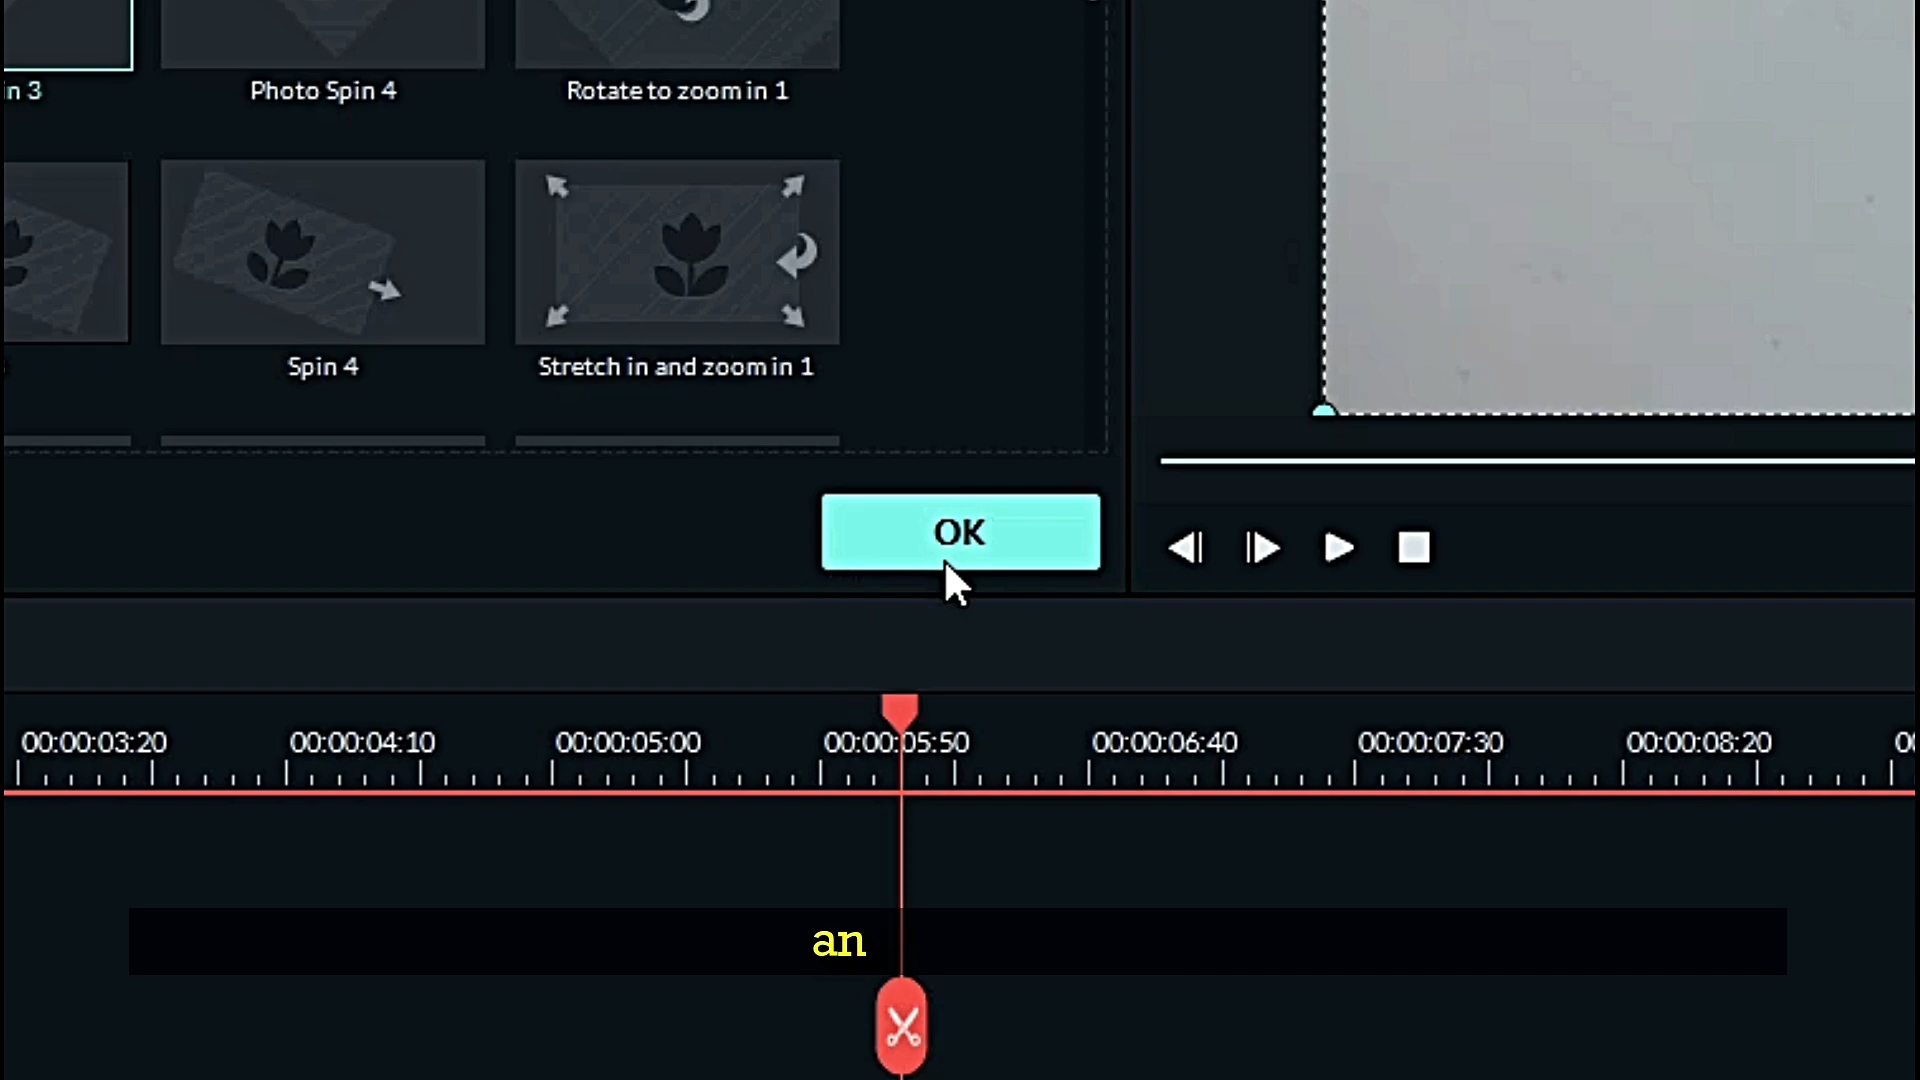 in 3
Photo Spin 4
Rotate to zoom in 1
Spin 4
Stretch in and zoom in 1
OK
00:00:03:20 00:00:04:10 00:00:05:00 00:00:05:50 00:00:06:40 00:00:07:30 00:00:08:20 00
an